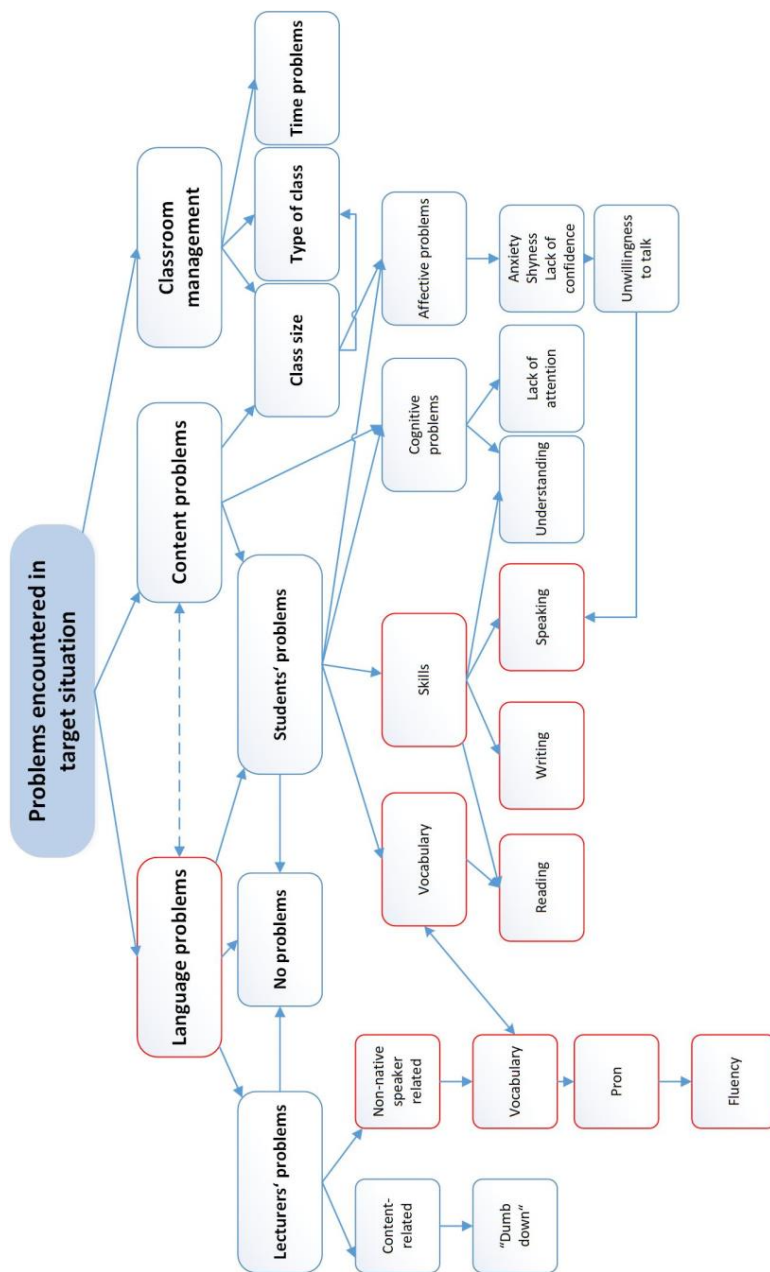 Problems encountered in
target situation
Language problems
Content problems
Classroom
management
Lecturers‘ problems
No problems
Students‘ problems
Class size
Type of class
Time problems
Content-
related
Non-native
speaker
related
Vocabulary
Skills
Cognitive
problems
Affective problems
“Dumb
down“
Vocabulary
Reading
Writing
Speaking
Understanding
Lack of
attention
Anxiety
Shyness
Lack of
confidence
Pron
Unwillingness
to talk
Fluency